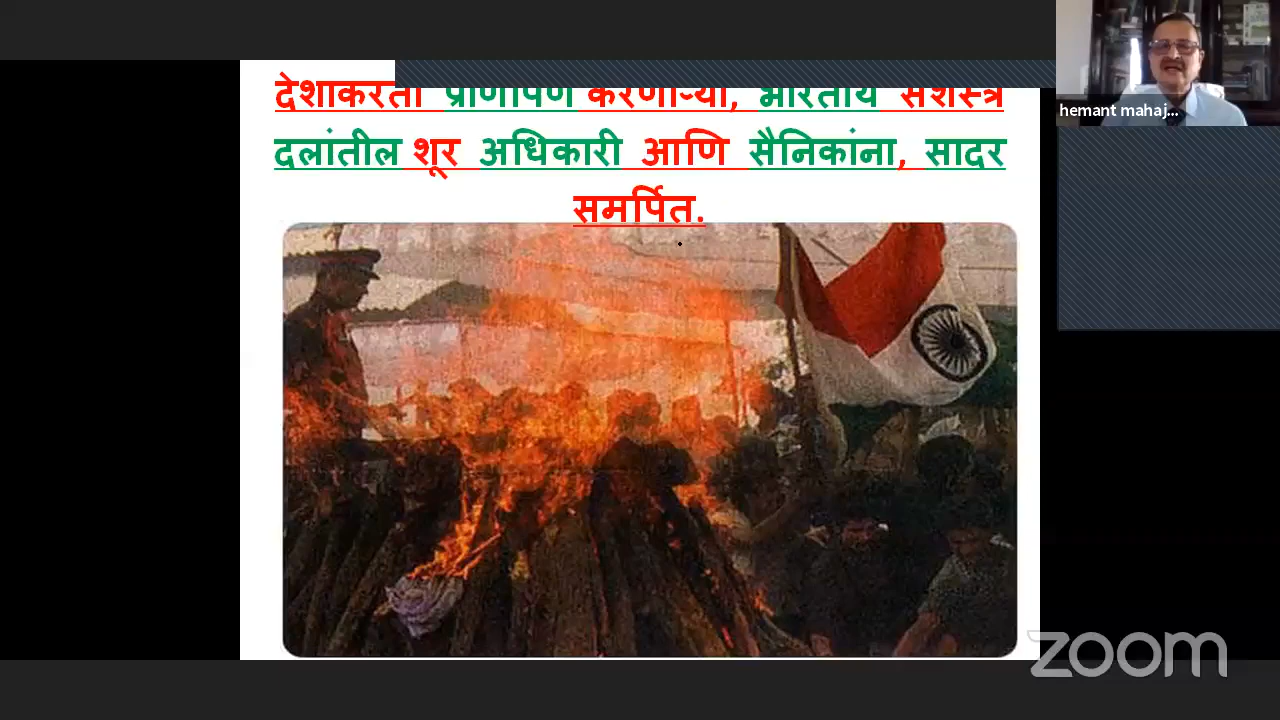 देशाकरता प्राणार्पण करणाऱ्या, भारतीय सशस्त्र
दलांतील शूर अधिकारी आणि सैनिकांना, सादर
समर्पित.
hemant mahaj...
zoom